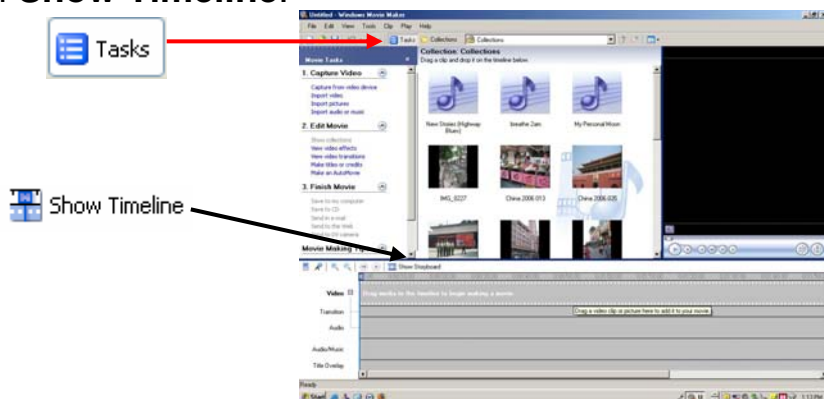 Show Timeline.
Tasks
Show Timeline
Untitled - Windows Movie Maker
File Edit View Tools Clip Play Help
Tasks Collections Collections
Movie Tasks
Collection: Collections
Drag a clip and drop it on the timeline below.
1. Capture Video
Capture from video device
Import video
Import pictures
Import audio or music
2. Edit Movie
Show collections
View video effects
View video transitions
Make titles or credits
Make an AutoMovie
3. Finish Movie
Save to my computer
Save to CD
Send in e-mail
Send to the Web
Send to DV camera
Movie Making Tips
New Stories (Highway Blues)
breathe 2am
My Personal Moon
IMG_0227
China 2006 013
China 2006 020
Show Storyboard
Video
Drag media to the timeline to begin making a movie.
Transition
Drag a video clip or picture here to add it to your movie.
Audio
Audio/Music
Title Overlay
Ready
Start
1:13 PM